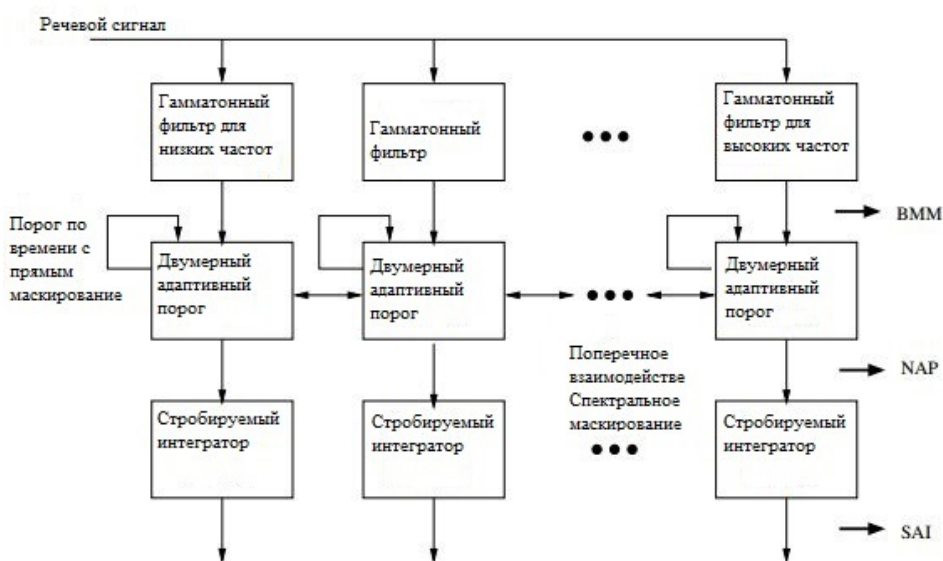 Речевой сигнал
Гамматонный
фильтр для
низких частот
Гамматонный
фильтр
Гамматонный
фильтр для
высоких частот
BMM
Порог по
времени с
прямым
маскирование
Двумерный
адаптивный
порог
Двумерный
адаптивный
порог
Двумерный
адаптивный
порог
NAP
Поперечное
взаимодействе
Спектральное
маскирование
Стробируемый
интегратор
Стробируемый
интегратор
Стробируемый
интегратор
SAI